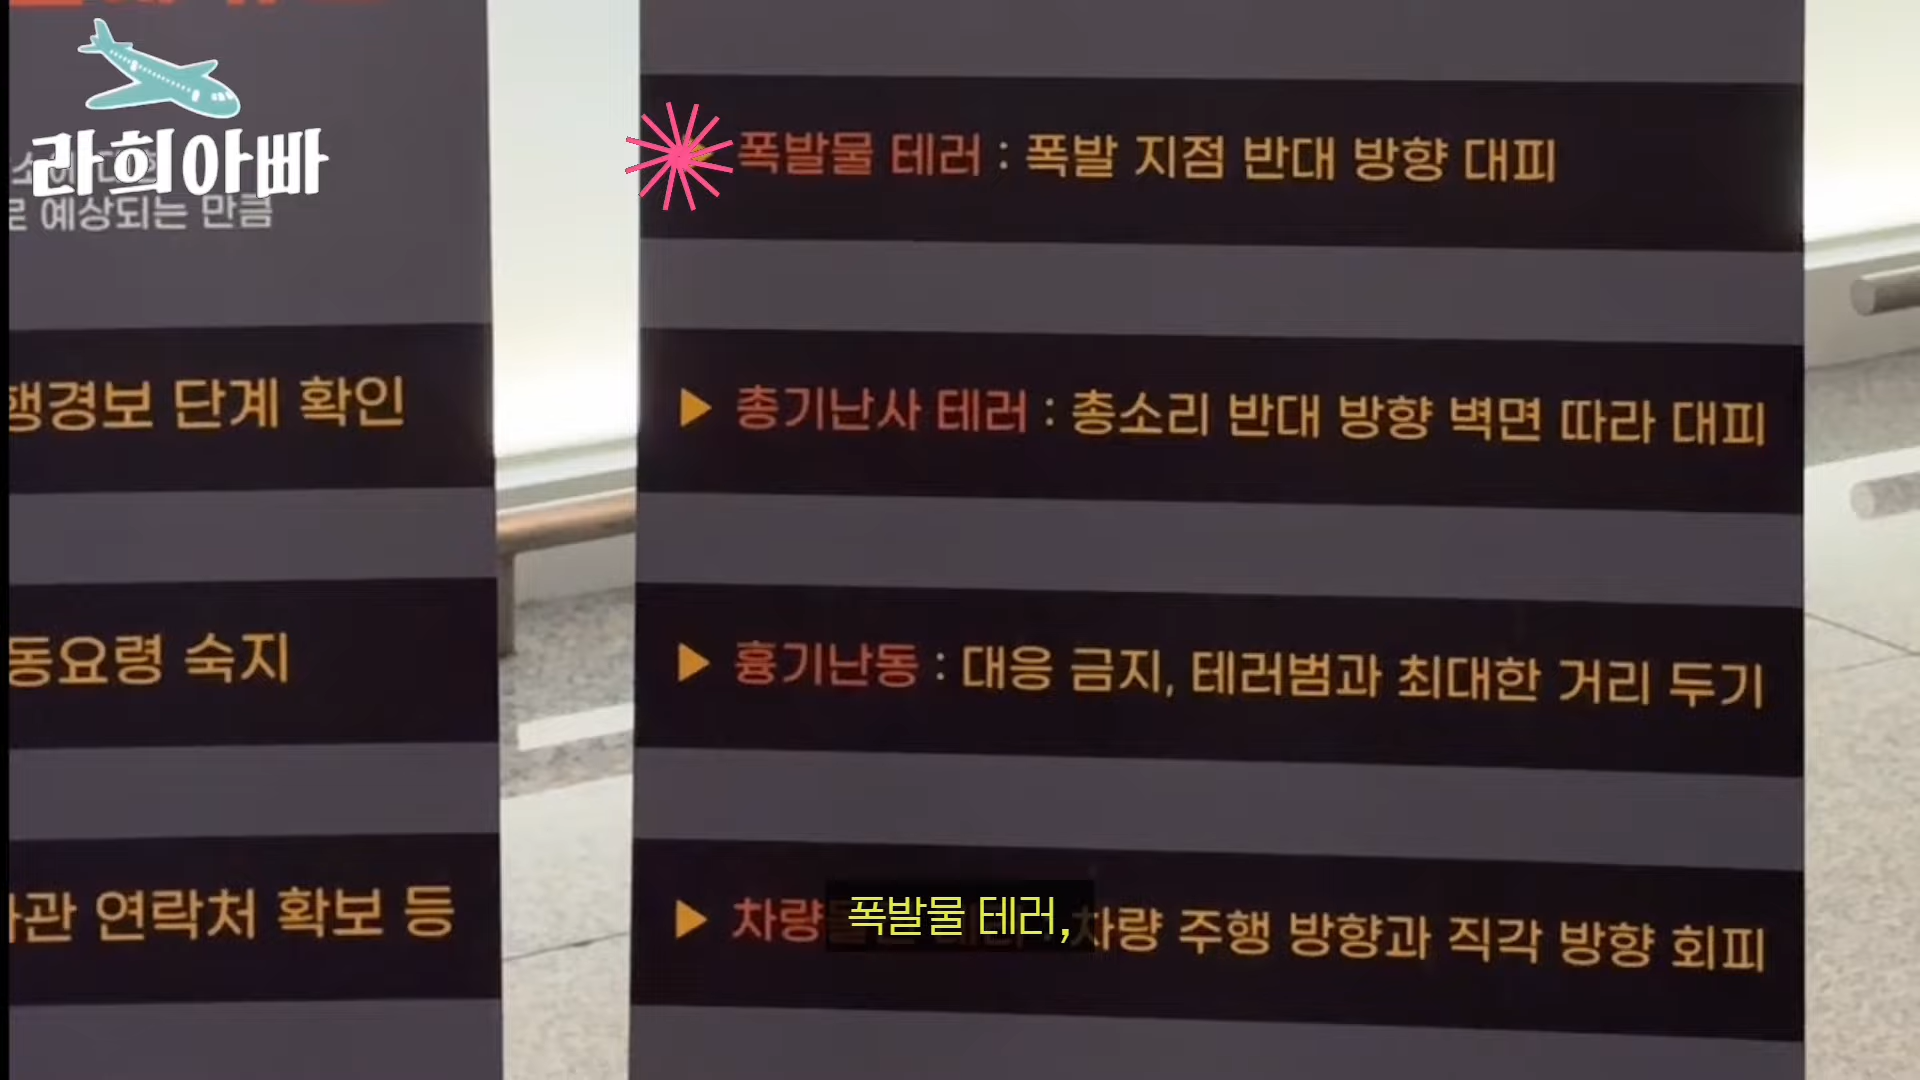 라희아빠
예상되는 만큼
행경보 단계 확인
동요령 숙지
관 연락처 확보 등
폭발물 테러 : 폭발 지점 반대 방향 대피
▶ 총기난사 테러 : 총소리 반대 방향 벽면 따라 대피
▶ 흉기난동 : 대응 금지, 테러범과 최대한 거리 두기
▶ 차량 차량 주행 방향과 직각 방향 회피
폭발물 테러,